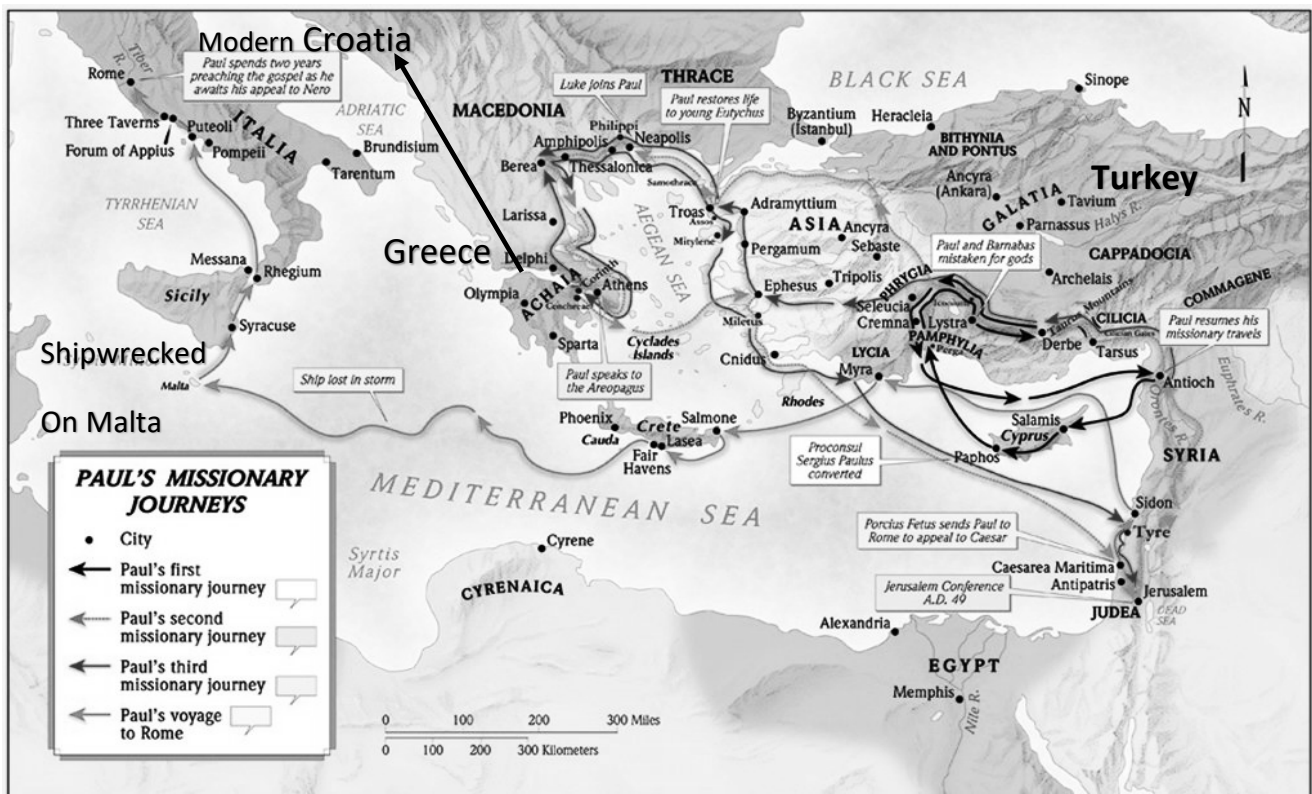 Modern Croatia
Rome
Tiber
R.
Paul spends two years
preaching the gospel as he
awaits his appeal to Nero
Three Taverns
Forum of Appius
Puteoli
Pompeii
ITALIA
ADRIATIC
SEA
Brundisium
Tarentum
TYRRHENIAN
SEA
Messana
Rhegium
Sicily
Syracuse
Shipwrecked
Malta
On Malta
Ship lost in storm
MACEDONIA
THRACE
Luke joins Paul
Paul restores life
to young Eutychus
Philippi
Amphipolis
Neapolis
Berea
Thessalonica
Samothrace
Larissa
Greece
Delphi
Olympia
ACHAIA
Corinth
Cenchreae
Athens
Sparta
Paul speaks to
the Areopagus
AEGEAN SEA
Cyclades
Islands
Troas
Assos
Mitylene
Adramyttium
Pergamum
Ephesus
Miletus
Cnidus
Rhodes
BLACK SEA
Byzantium
(Istanbul)
Heracleia
BITHYNIA
AND PONTUS
Sinope
N
Ancyra
(Ankara)
Turkey
GALATIA
Tavium
Parnassus
Halys R.
ASIA
Ancyra
Sebaste
Tripolis
Paul and Barnabas
mistaken for gods
CAPPADOCIA
Archelais
COMMAGENE
PHRYGIA
Seleucia
Cremna
Lystra
PAMPHYLIA
Perga
LYCIA
Myra
Derbe
Taurus Mountains
CILICIA
Cilician Gates
Tarsus
Paul resumes his
missionary travels
Antioch
Orontes R.
Euphrates R.
Salamis
Cyprus
Paphos
SYRIA
Proconsul
Sergius Paulus
converted
Phoenix
Cauda
Crete
Salmone
Lasea
Fair
Havens
MEDITERRANEAN SEA
Sidon
Tyre
Porcius Fetus sends Paul to
Rome to appeal to Caesar
Caesarea Maritima
Antipatris
Jerusalem Conference
A.D. 49
Jerusalem
JUDEA
DEAD
SEA
Syrtis
Major
Cyrene
CYRENAICA
Alexandria
EGYPT
Memphis
Nile R.
PAUL'S MISSIONARY
JOURNEYS
City
Paul's first
missionary journey
Paul's second
missionary journey
Paul's third
missionary journey
Paul's voyage
to Rome
0 100 200 300 Miles
0 100 200 300 Kilometers